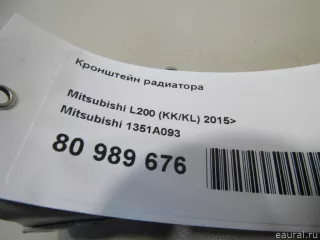 Кронштейн радиатора
Mitsubishi L200 (KK/KL) 2015>
Mitsubishi 1351A093
80 989 676
eaural.ru